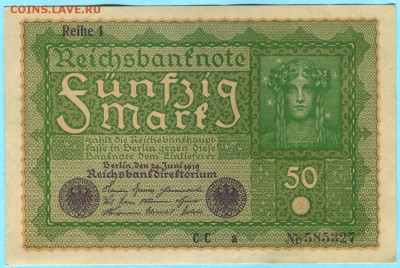 COINS.LAVE.RU
Reihe 1
Reichsbanknote
Fünfzig
Mark
zahlt die Reichsbankhaupt
kasse in Berlin gegen diese
Banknote dem Einlieferer
Berlin, den 24. Juni 1919
Reichsbankdirektorium
50
C·C a No 585327